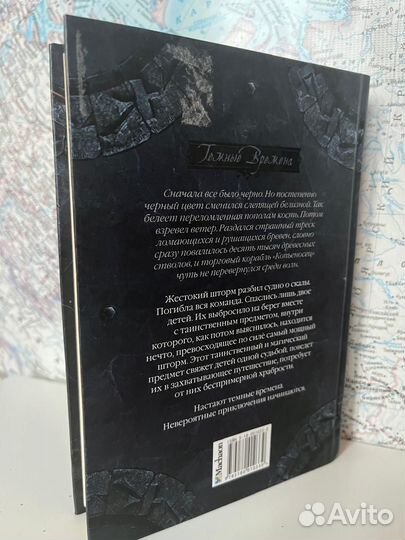 Темные Времена
Сначала все было черно. Но постепенно
черный цвет сменился слепящей белизной. Так
белеет переломленная пополам кость. Потом
взревел ветер. Раздался страшный треск
ломающихся и рушащихся бревен, словно
сразу повалилось десять тысяч древесных
стволов, и торговый корабль «Копьеносец»
чуть не перевернулся среди волн.
Жестокий шторм разбил судно о скалы.
Погибла вся команда. Спаслись лишь двое
детей. Их выбросило на берег вместе
с таинственным предметом, внутри
которого, как потом выяснилось, находится
нечто, превосходящее по силе самый мощный
шторм. Этот таинственный и магический
предмет свяжет детей одной судьбой, поведет
их в захватывающее путешествие, потребует
от них беспримерной храбрости.
Настают темные времена.
Невероятные приключения начинаются.
Machaon
Avito